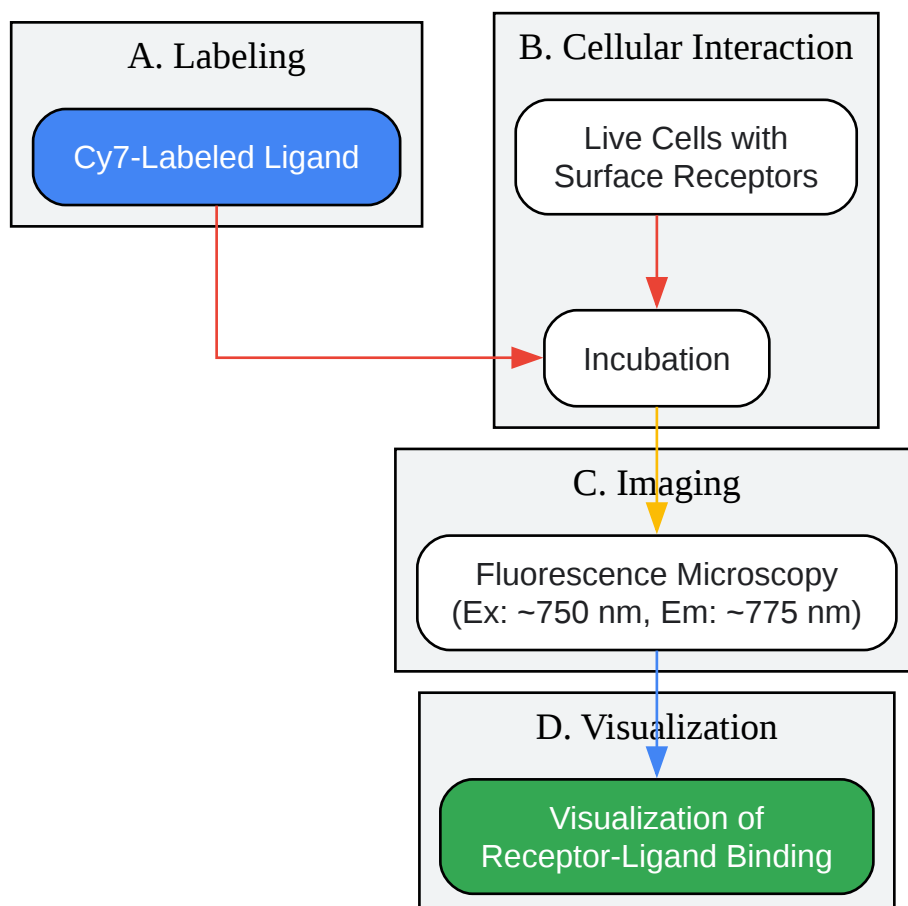 A. Labeling
Cy7-Labeled Ligand
B. Cellular Interaction
Live Cells with
Surface Receptors
Incubation
C. Imaging
Fluorescence Microscopy
(Ex: ~750 nm, Em: ~775 nm)
D. Visualization
Visualization of
Receptor-Ligand Binding